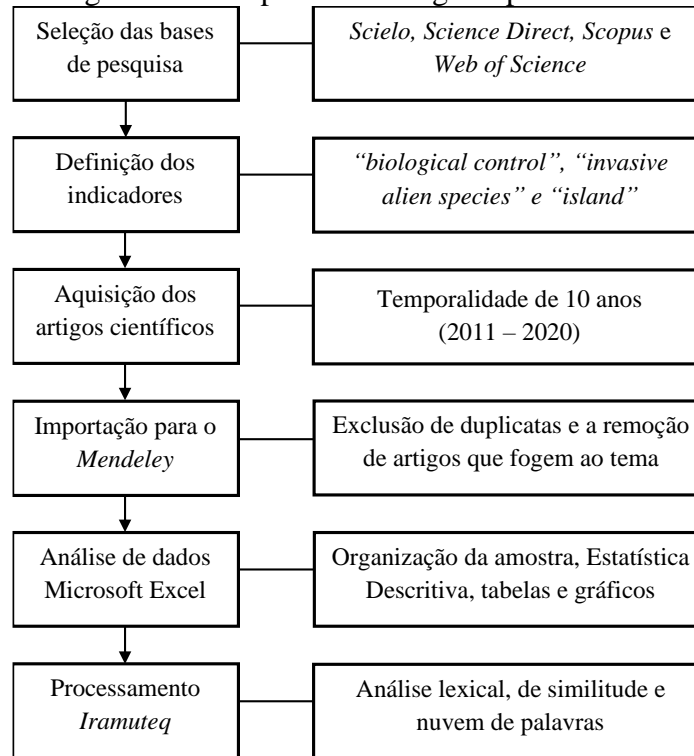 Seleção das bases
de pesquisa
Scielo, Science Direct, Scopus e
Web of Science
Definição dos
indicadores
“biological control”, “invasive
alien species” e “island”
Aquisição dos
artigos científicos
Temporalidade de 10 anos
(2011 – 2020)
Importação para o
Mendeley
Exclusão de duplicatas e a remoção
de artigos que fogem ao tema
Análise de dados
Microsoft Excel
Organização da amostra, Estatística
Descritiva, tabelas e gráficos
Processamento
Iramuteq
Análise lexical, de similitude e
nuvem de palavras